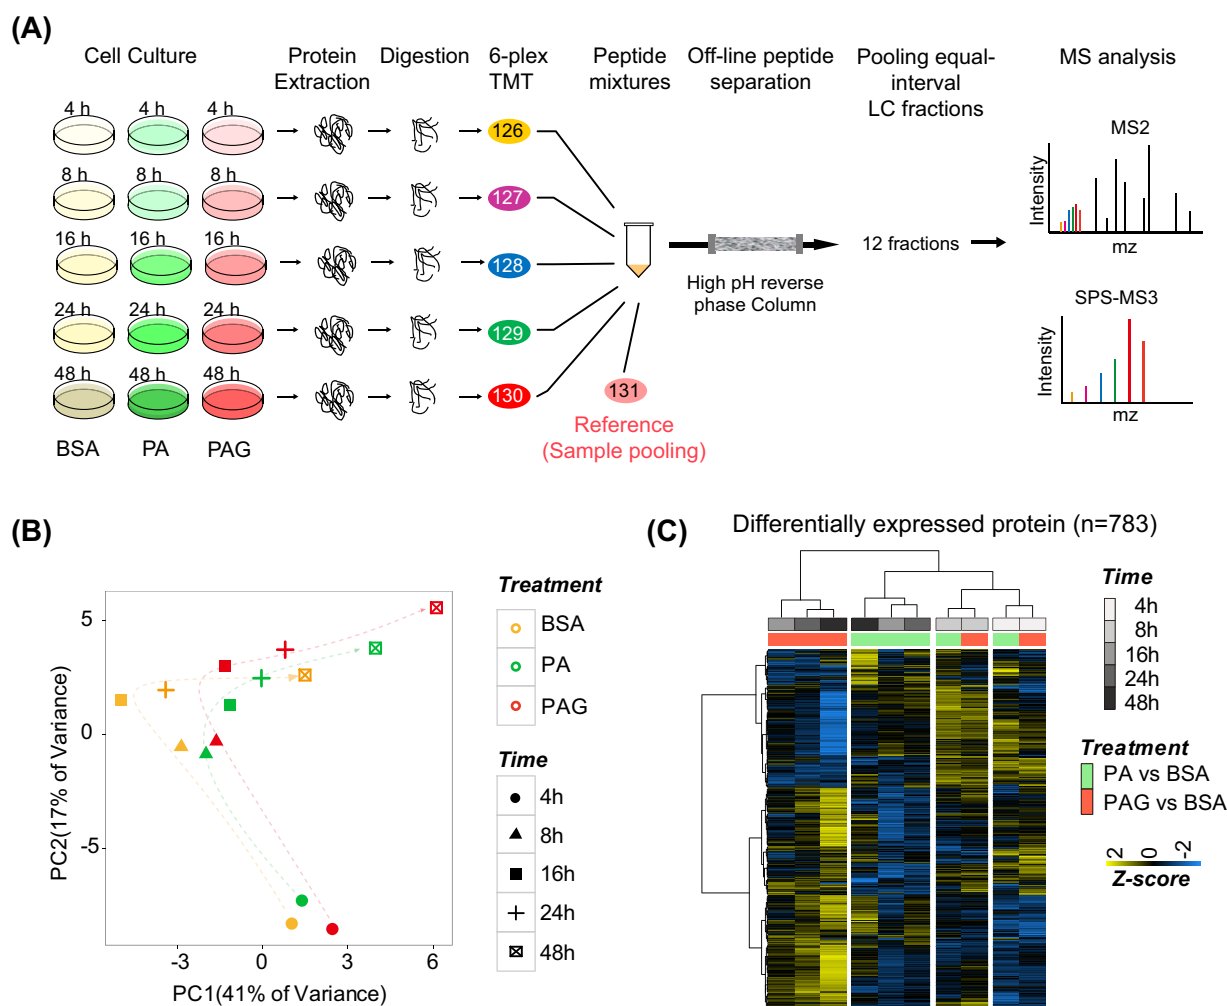 (A)
Cell Culture
Protein
Extraction
Digestion
6-plex
TMT
Peptide
mixtures
Off-line peptide
separation
Pooling equal-
interval
LC fractions
MS analysis
4 h 4 h 4 h
126
8 h 8 h 8 h
127
16 h 16 h 16 h
128
24 h 24 h 24 h
129
48 h 48 h 48 h
130
BSA PA PAG
131
Reference
(Sample pooling)
High pH reverse
phase Column
12 fractions
MS2
Intensity
mz
SPS-MS3
Intensity
mz
(B)
5
0
-5
-3 0 3 6
PC2(17% of Variance)
PC1(41% of Variance)
Treatment
BSA
PA
PAG
Time
4h
8h
16h
24h
48h
(C)
Differentially expressed protein (n=783)
Time
4h
8h
16h
24h
48h
Treatment
PA vs BSA
PAG vs BSA
2 0 -2
Z-score